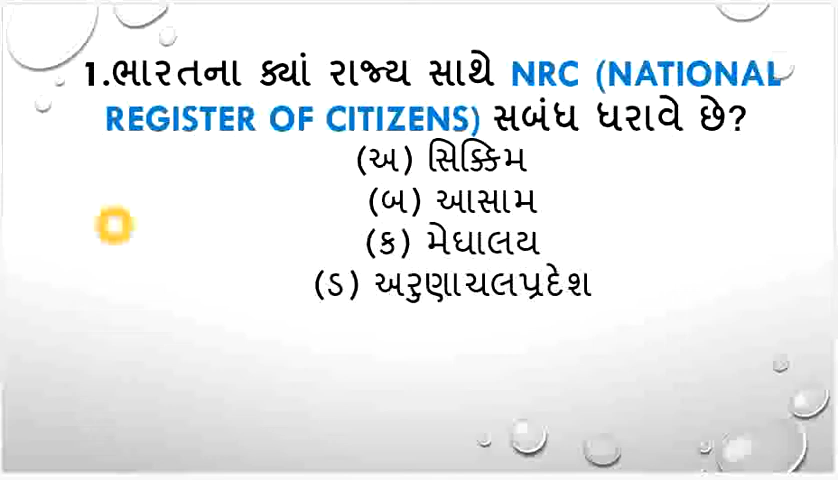 1.ભારતના ક્યાં રાજ્ય સાથે NRC (NATIONAL
REGISTER OF CITIZENS) સબંધ ધરાવે છે?
(અ) સિક્કિમ
(બ) આસામ
(ક) મેઘાલય
(ડ) અરુણાચલપ્રદેશ